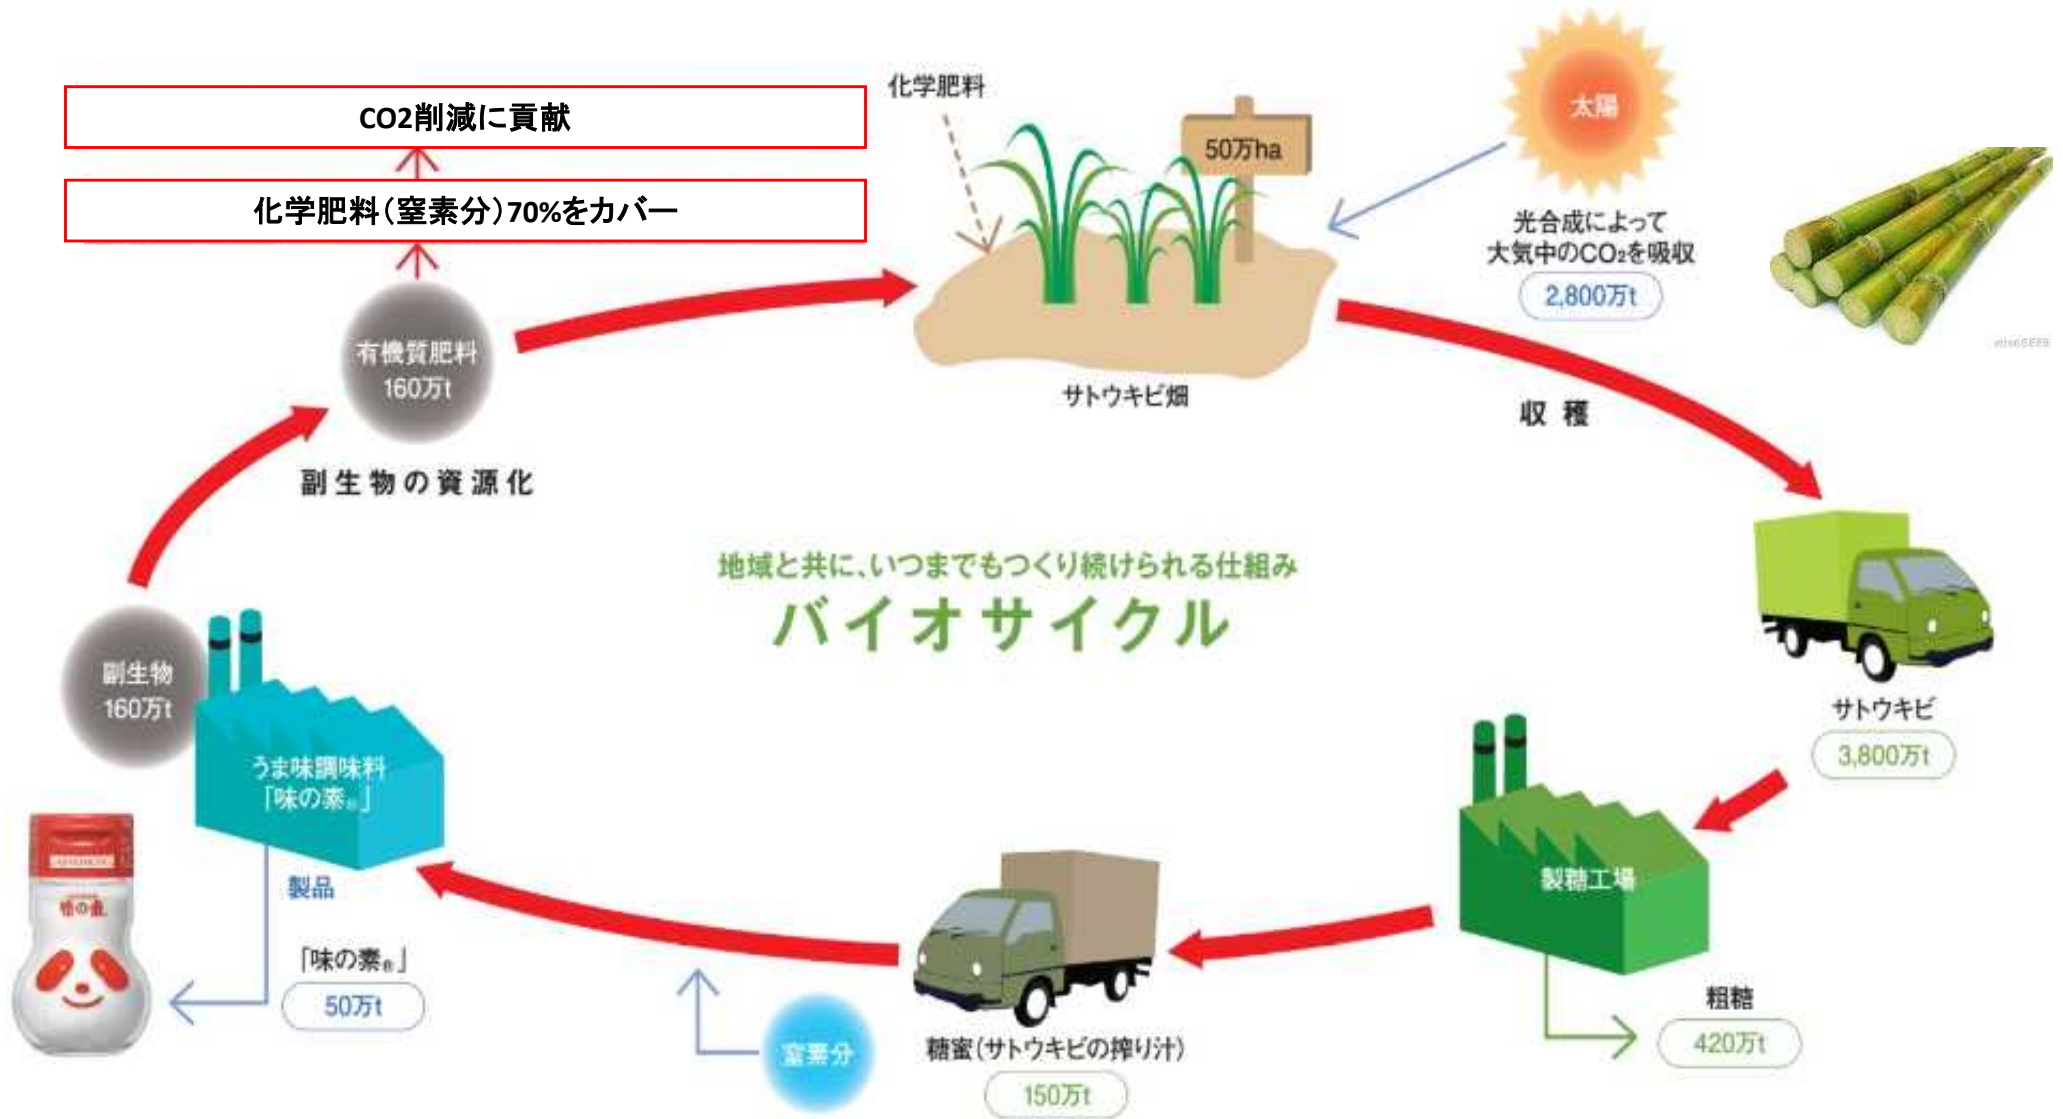 CO2削減に貢献
化学肥料（窒素分）70%をカバー
化学肥料
50万ha
太陽
光合成によって
大気中のCO₂を吸収
2,800万t
有機質肥料
160万t
サトウキビ畑
収穫
副生物の資源化
地域と共に、いつまでもつくり続けられる仕組み
バイオサイクル
副生物
160万t
サトウキビ
3,800万t
うま味調味料
「味の素®」
製糖工場
製品
味の素
「味の素®」
50万t
粗糖
420万t
窒素分
糖蜜（サトウキビの搾り汁）
150万t